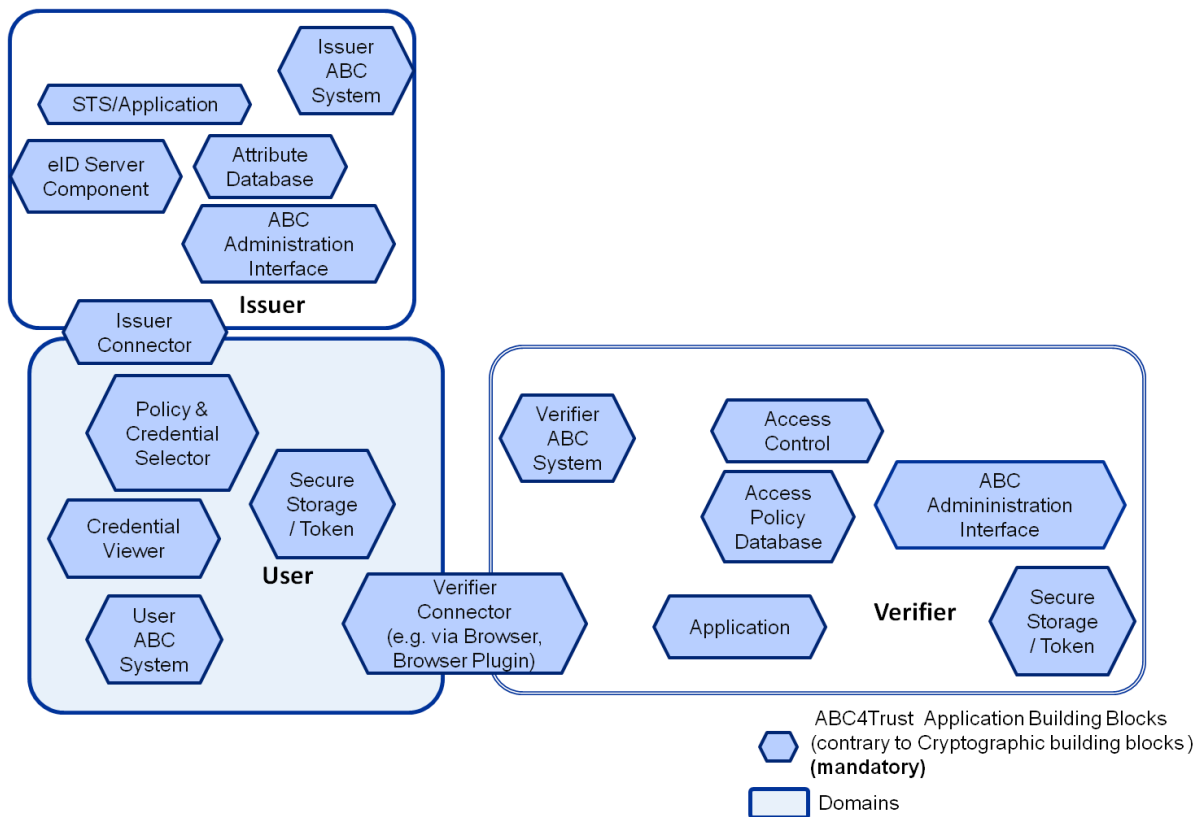 Issuer
ABC
System
STS/Application
eID Server
Component
Attribute
Database
ABC
Administration
Interface
Issuer
Issuer
Connector
Policy &
Credential
Selector
Secure
Storage
/ Token
Credential
Viewer
User
User
ABC
System
Verifier
Connector
(e.g. via Browser,
Browser Plugin)
Verifier
ABC
System
Access
Control
Access
Policy
Database
ABC
Admininistration
Interface
Application
Verifier
Secure
Storage
/ Token
ABC4Trust Application Building Blocks
(contrary to Cryptographic building blocks)
(mandatory)
Domains